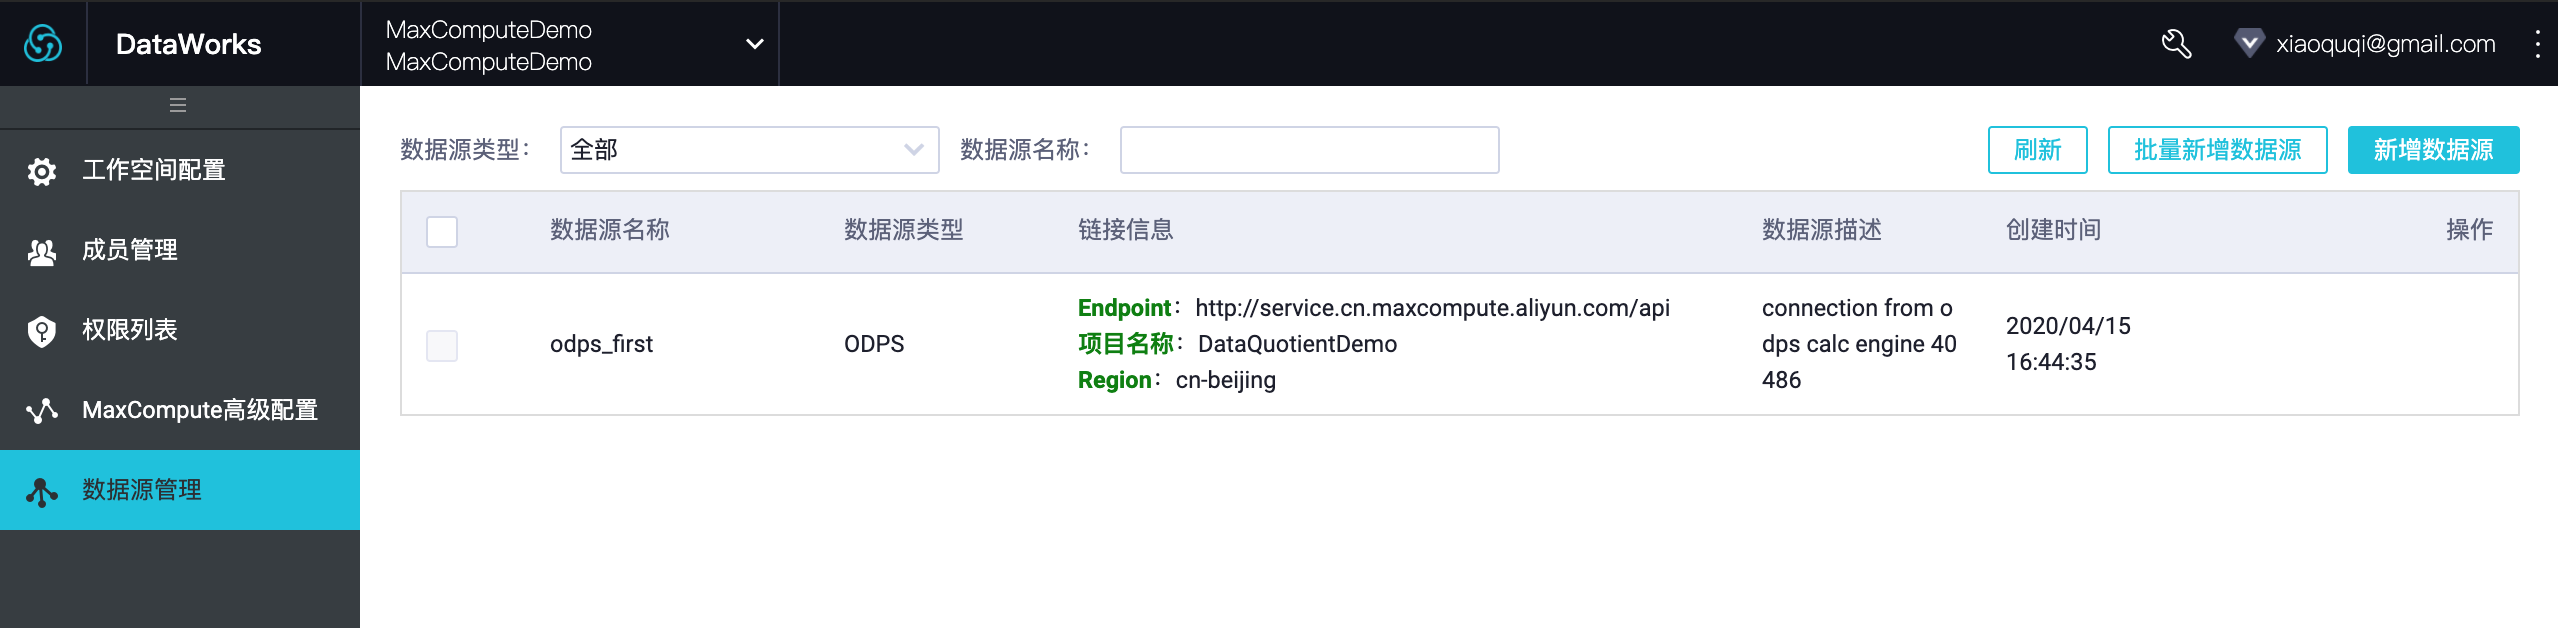 DataWorks
MaxComputeDemo
MaxComputeDemo
xiaoquqi@gmail.com
工作空间配置
成员管理
权限列表
MaxCompute高级配置
数据源管理
数据源类型： 全部 数据源名称： 刷新 批量新增数据源 新增数据源
数据源名称 数据源类型 链接信息 数据源描述 创建时间 操作
odps_first
ODPS
Endpoint： http://service.cn.maxcompute.aliyun.com/api
项目名称： DataQuotientDemo
Region： cn-beijing
connection from o
dps calc engine 40
486
2020/04/15
16:44:35